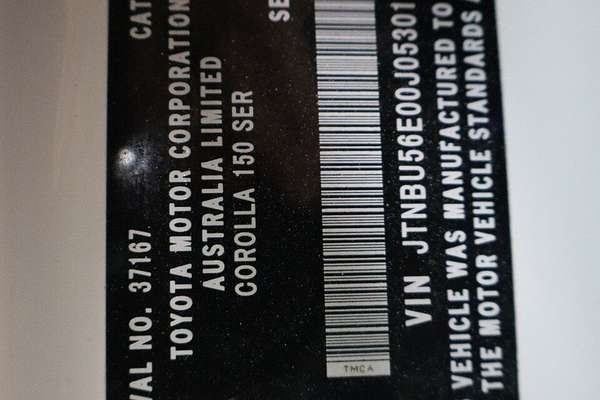 VAL NO. 37167 CAT
TOYOTA MOTOR CORPORATION
AUSTRALIA LIMITED
COROLLA 150 SER SE
TMCA
VIN JTNBU56E00J05301
VEHICLE WAS MANUFACTURED TO
THE MOTOR VEHICLE STANDARDS